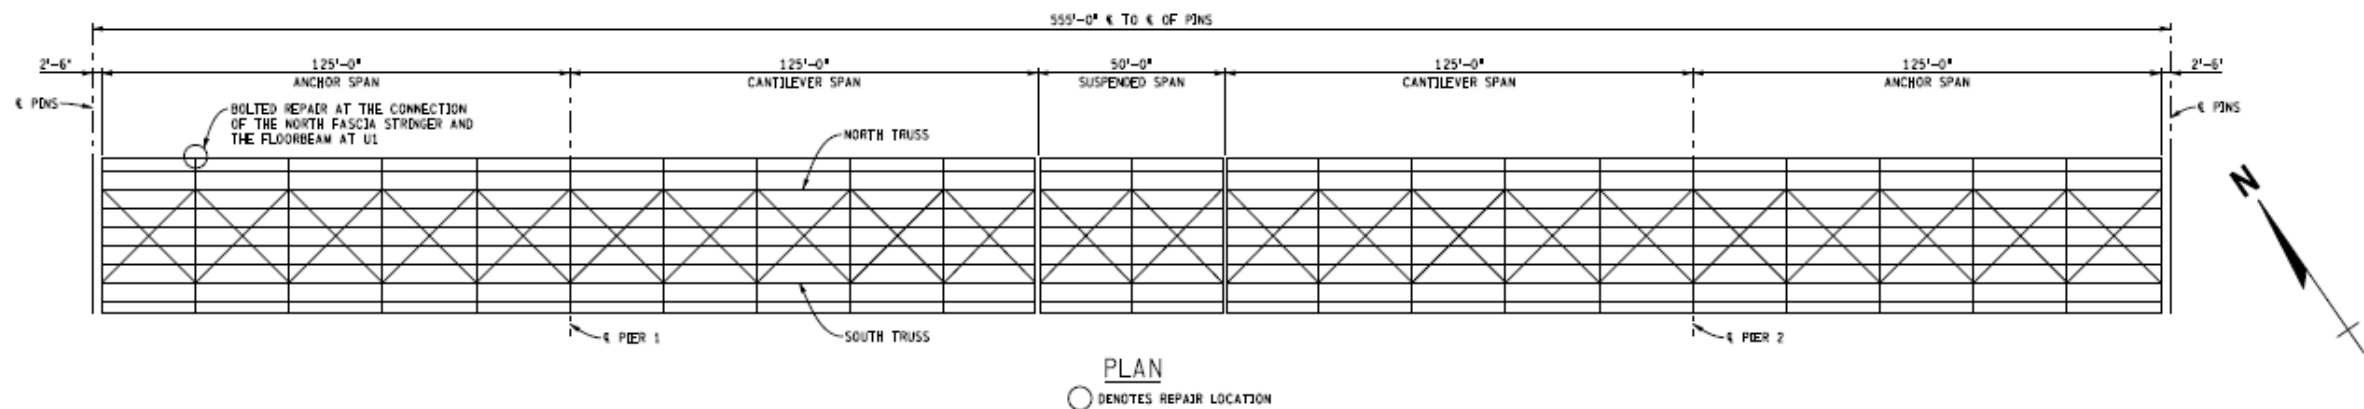 555'-0" ℄ TO ℄ OF PINS
2'-6" 125'-0" 125'-0" 50'-0" 125'-0" 125'-0" 2'-6"
ANCHOR SPAN CANTILEVER SPAN SUSPENDED SPAN CANTILEVER SPAN ANCHOR SPAN
℄ PINS
BOLTED REPAIR AT THE CONNECTION
OF THE NORTH FASCIA STRINGER AND
THE FLOORBEAM AT U1
℄ PINS
NORTH TRUSS
N
℄ PIER 1
SOUTH TRUSS
℄ PIER 2
PLAN
DENOTES REPAIR LOCATION